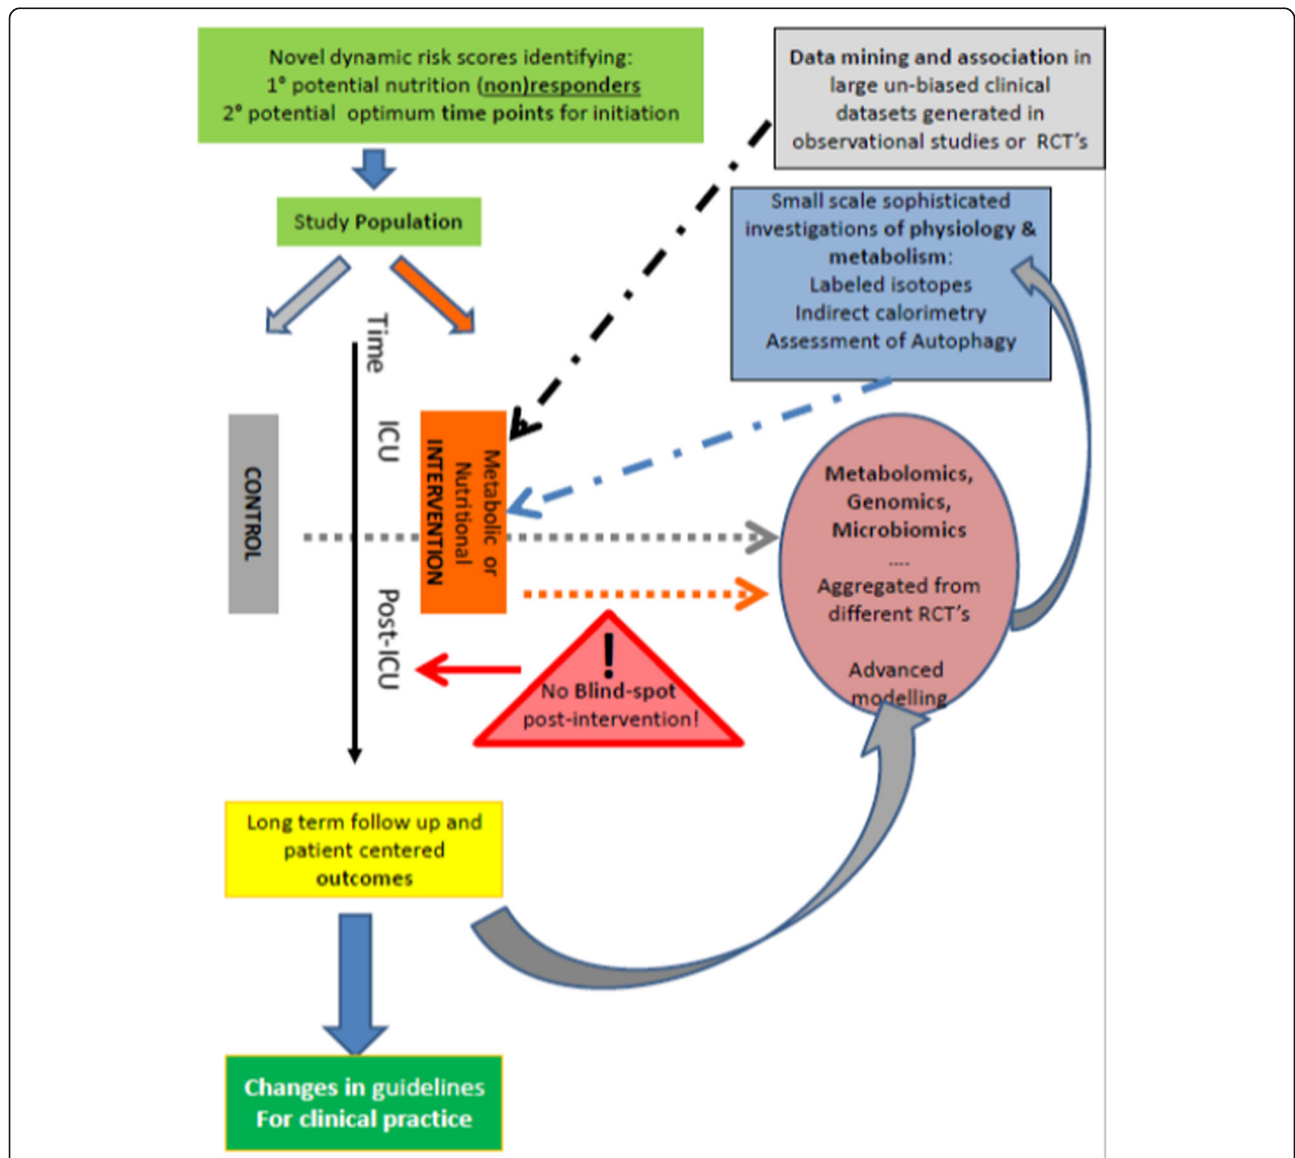 Novel dynamic risk scores identifying:
1° potential nutrition (non)responders
2° potential optimum time points for initiation
Data mining and association in
large un-biased clinical
datasets generated in
observational studies or RCT's
Study Population
Small scale sophisticated
investigations of physiology &
metabolism:
Labeled isotopes
Indirect calorimetry
Assessment of Autophagy
Time
ICU
Post-ICU
CONTROL
Metabolic or
Nutritional
INTERVENTION
Metabolomics,
Genomics,
Microbiomics
....
Aggregated from
different RCT's
Advanced
modelling
!
No Blind-spot
post-intervention!
Long term follow up and
patient centered
outcomes
Changes in guidelines
For clinical practice